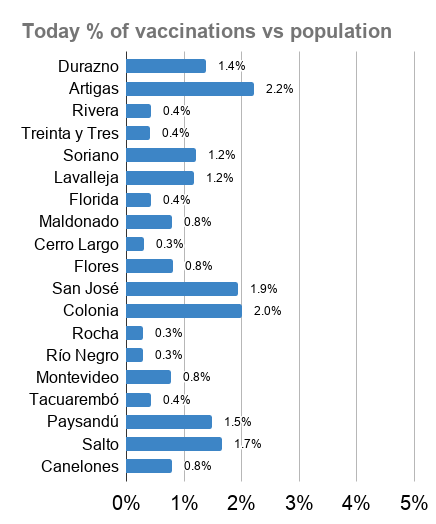 Today % of vaccinations vs population
Durazno 1.4%
Artigas 2.2%
Rivera 0.4%
Treinta y Tres 0.4%
Soriano 1.2%
Lavalleja 1.2%
Florida 0.4%
Maldonado 0.8%
Cerro Largo 0.3%
Flores 0.8%
San José 1.9%
Colonia 2.0%
Rocha 0.3%
Río Negro 0.3%
Montevideo 0.8%
Tacuarembó 0.4%
Paysandú 1.5%
Salto 1.7%
Canelones 0.8%
0% 1% 2% 3% 4% 5%